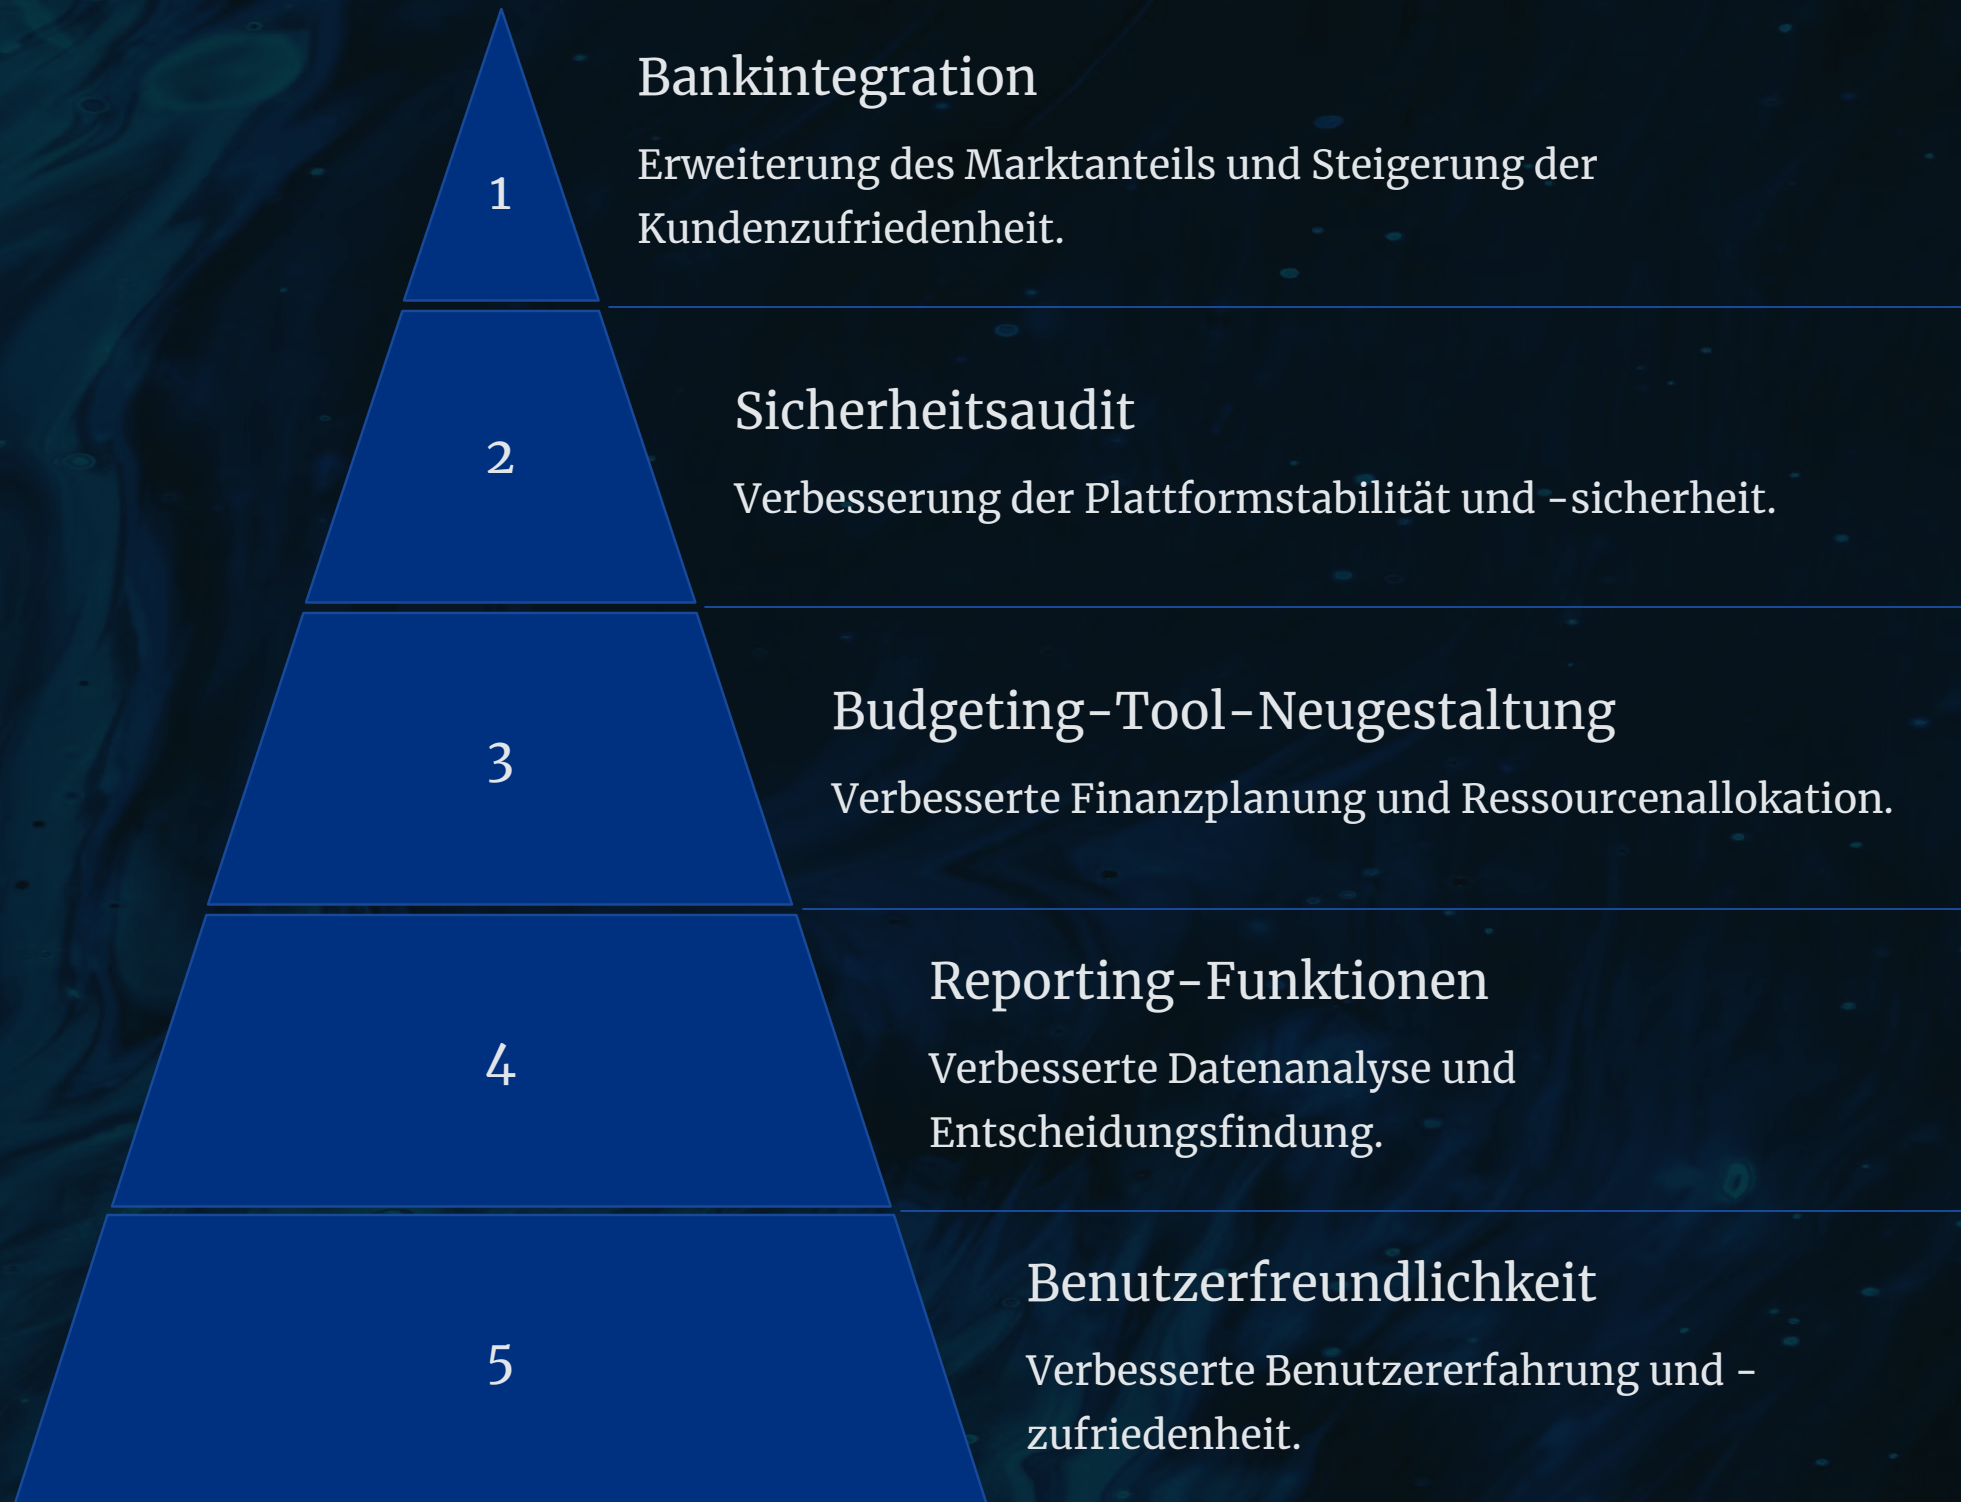 Bankintegration
Erweiterung des Marktanteils und Steigerung der
Kundenzufriedenheit.
1
Sicherheitsaudit
Verbesserung der Plattformstabilität und -sicherheit.
2
Budgeting-Tool-Neugestaltung
Verbesserte Finanzplanung und Ressourcenallokation.
3
Reporting-Funktionen
Verbesserte Datenanalyse und
Entscheidungsfindung.
4
Benutzerfreundlichkeit
Verbesserte Benutzererfahrung und -
zufriedenheit.
5